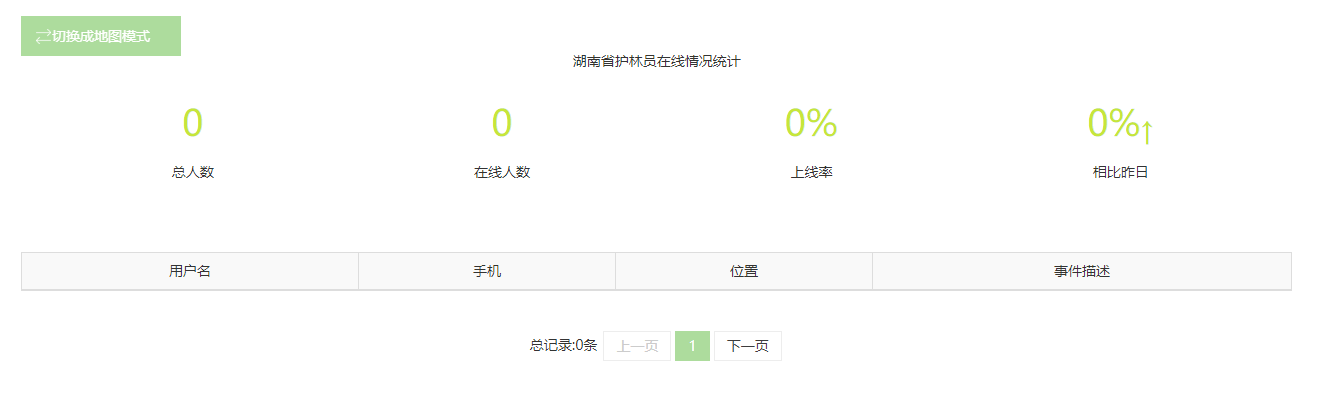 切换成地图模式
湖南省护林员在线情况统计
0 0 0% 0%↑
总人数 在线人数 上线率 相比昨日
用户名 手机 位置 事件描述
总记录:0条 上一页 1 下一页